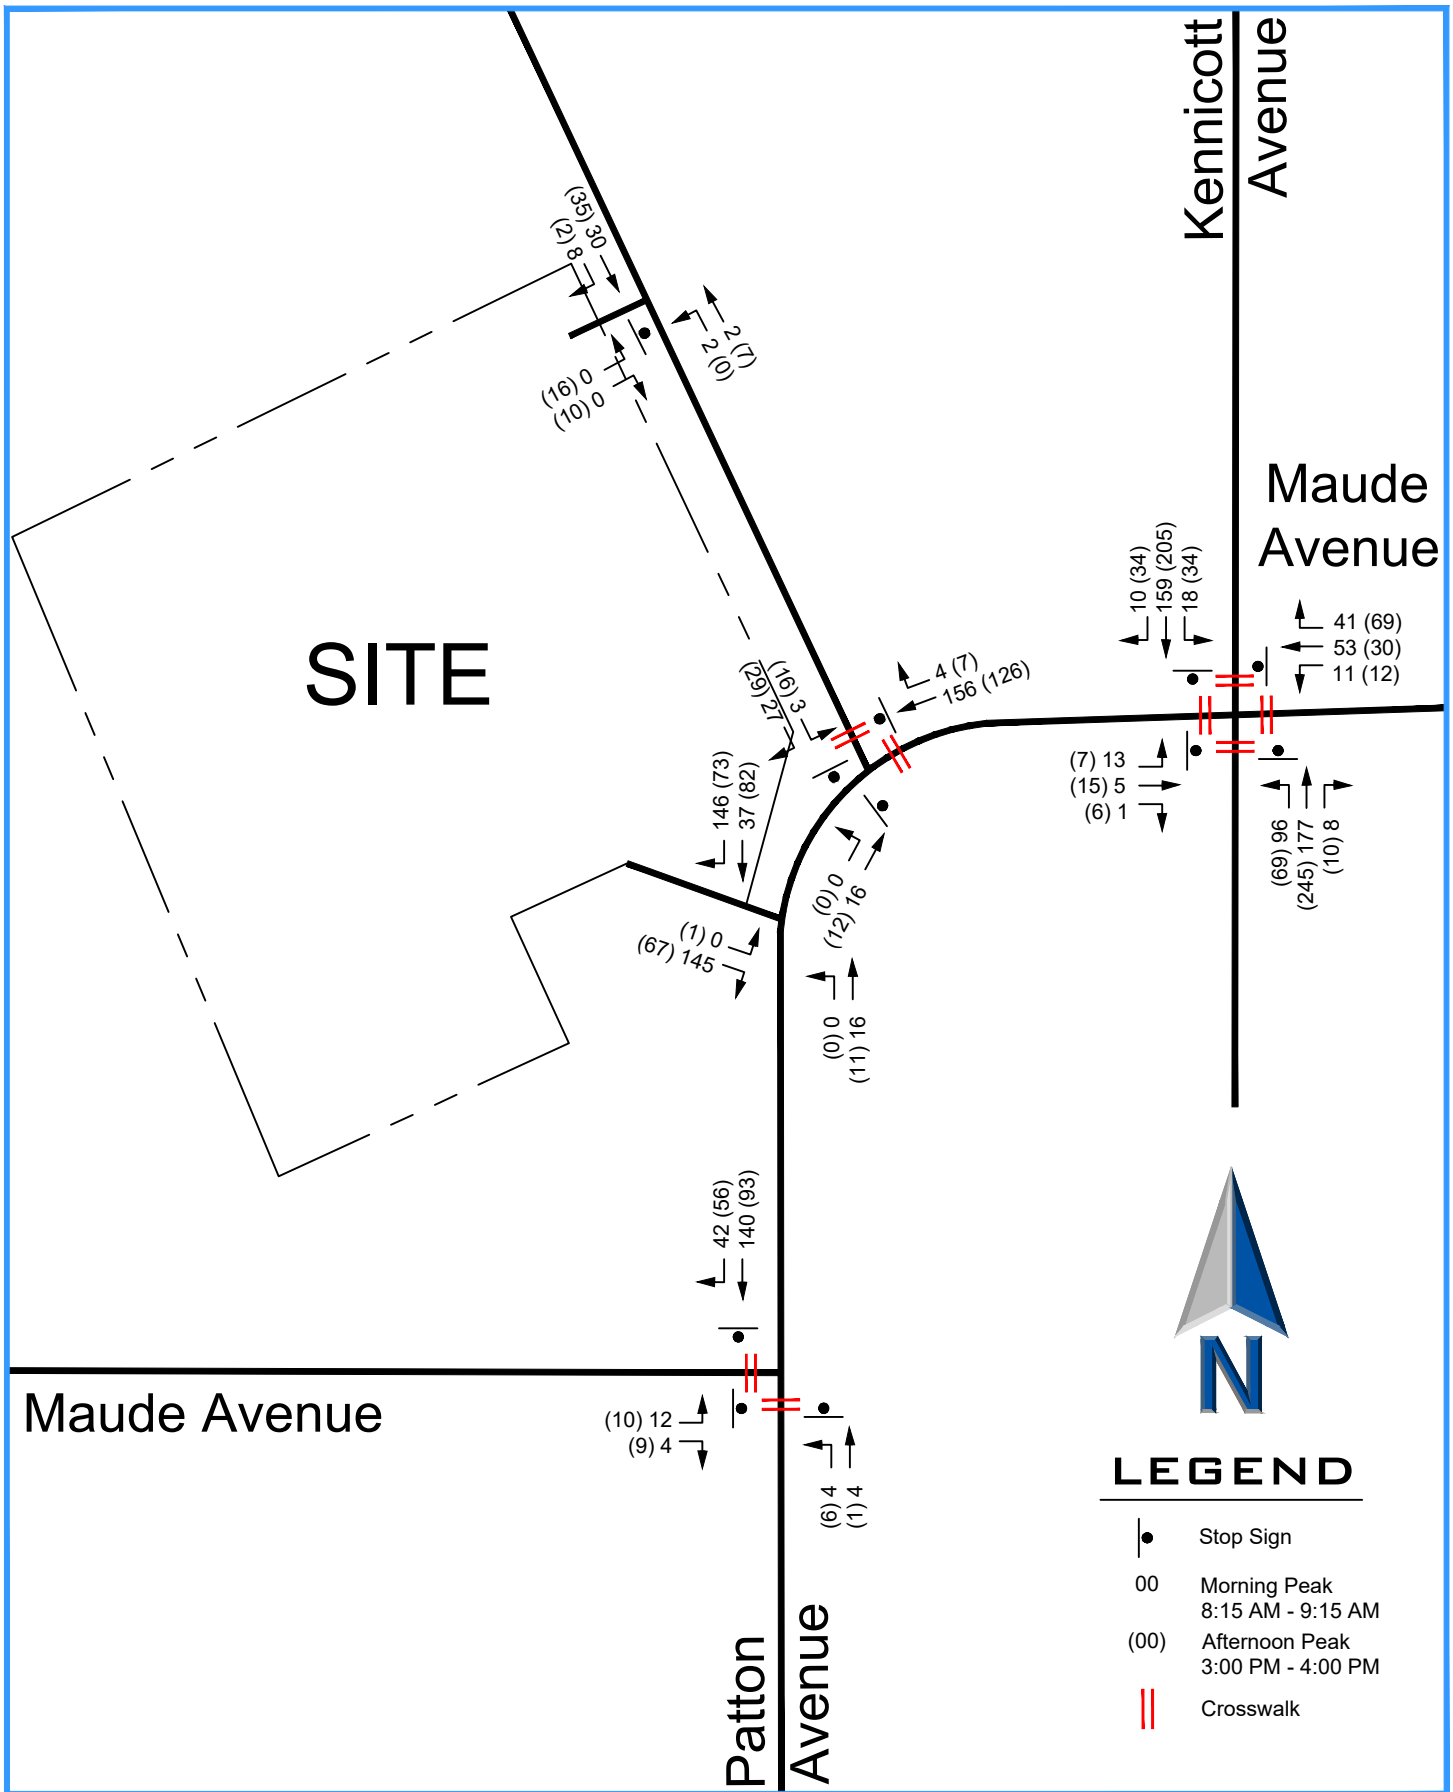 Kennicott
Avenue
(35) 30
(2) 8
2 (7)
2 (0)
(16) 0
(10) 0
Maude
Avenue
SITE
10 (34)
159 (205)
18 (34)
41 (69)
53 (30)
11 (12)
(16) 3
(29) 27
4 (7)
156 (126)
146 (73)
37 (82)
(7) 13
(15) 5
(6) 1
(69) 96
(245) 177
(10) 8
(0) 0
(12) 16
(1) 0
(67) 145
(0) 0
(11) 16
42 (56)
140 (93)
Maude Avenue
(10) 12
(9) 4
(6) 4
(1) 4
Patton
Avenue
N
LEGEND
Stop Sign
00 Morning Peak
8:15 AM - 9:15 AM
(00) Afternoon Peak
3:00 PM - 4:00 PM
Crosswalk